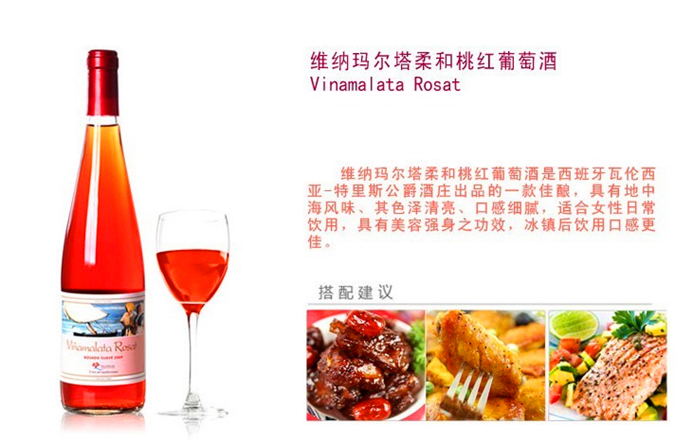 维纳玛尔塔柔和桃红葡萄酒
Vinamalata Rosat
维纳玛尔塔柔和桃红葡萄酒是西班牙瓦伦西
亚-特里斯公爵酒庄出品的一款佳酿,具有地中
海风味、其色泽清亮、口感细腻,适合女性日常
饮用,具有美容强身之功效,冰镇后饮用口感更
佳。
搭配建议
Viñamalata Rosat